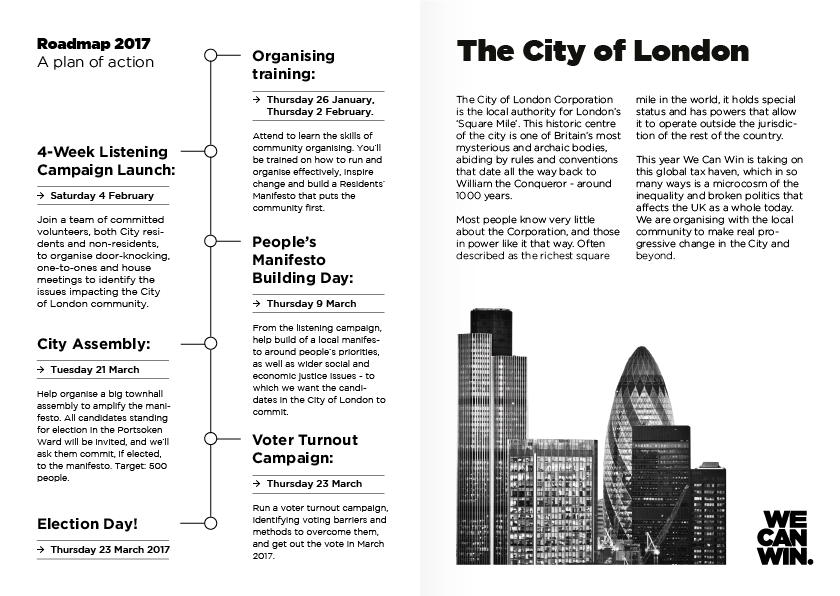 Roadmap 2017
A plan of action
Organising
training:
→ Thursday 26 January,
Thursday 2 February.
Attend to learn the skills of
community organising. You'll
be trained on how to run and
organise effectively, inspire
change and build a Residents'
Manifesto that puts the
community first.
4-Week Listening
Campaign Launch:
→ Saturday 4 February
Join a team of committed
volunteers, both City resi-
dents and non-residents,
to organise door-knocking,
one-to-ones and house
meetings to identify the
issues impacting the City
of London community.
People's
Manifesto
Building Day:
→ Thursday 9 March
From the listening campaign,
help build of a local manifes-
to around people's priorities,
as well as wider social and
economic justice issues - to
which we want the candi-
dates in the City of London to
commit.
City Assembly:
→ Tuesday 21 March
Help organise a big townhall
assembly to amplify the mani-
festo. All candidates standing
for election in the Portsoken
Ward will be invited, and we'll
ask them commit, if elected,
to the manifesto. Target: 500
people.
Voter Turnout
Campaign:
→ Thursday 23 March
Run a voter turnout campaign,
identifying voting barriers and
methods to overcome them,
and get out the vote in March
2017.
Election Day!
→ Thursday 23 March 2017
The City of London
The City of London Corporation
is the local authority for London's
'Square Mile'. This historic centre
of the city is one of Britain's most
mysterious and archaic bodies,
abiding by rules and conventions
that date all the way back to
William the Conqueror - around
1000 years.
Most people know very little
about the Corporation, and those
in power like it that way. Often
described as the richest square
mile in the world, it holds special
status and has powers that allow
it to operate outside the jurisdic-
tion of the rest of the country.
This year We Can Win is taking on
this global tax haven, which in so
many ways is a microcosm of the
inequality and broken politics that
affects the UK as a whole today.
We are organising with the local
community to make real pro-
gressive change in the City and
beyond.
WE
CAN
WIN.